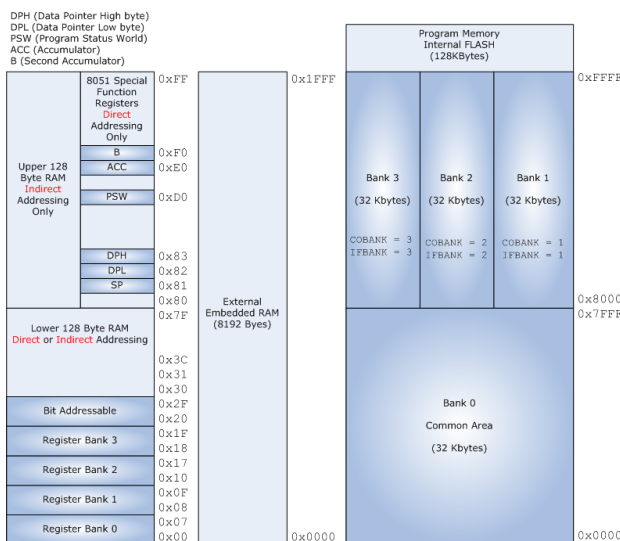 DPH (Data Pointer High byte)
DPL (Data Pointer Low byte)
PSW (Program Status World)
ACC (Accumulator)
B (Second Accumulator)
8051 Special
Function
Registers
Direct
Addressing
Only
B
ACC
PSW
DPH
DPL
SP
Upper 128
Byte RAM
Indirect
Addressing
Only
Lower 128 Byte RAM
Direct or Indirect Addressing
Bit Addressable
Register Bank 3
Register Bank 2
Register Bank 1
Register Bank 0
0xFF
0xF0
0xE0
0xD0
0x83
0x82
0x81
0x80
0x7F
0x3C
0x31
0x30
0x2F
0x20
0x1F
0x18
0x17
0x10
0x0F
0x08
0x07
0x00
External
Embedded RAM
(8192 Byes)
0x1FFF
0x0000
Program Memory
Internal FLASH
(128KBytes)
Bank 3
(32 Kbytes)
COBANK = 3
IFBANK = 3
Bank 2
(32 Kbytes)
COBANK = 2
IFBANK = 2
Bank 1
(32 Kbytes)
COBANK = 1
IFBANK = 1
Bank 0
Common Area
(32 Kbytes)
0xFFFF
0x8000
0x7FFF
0x0000